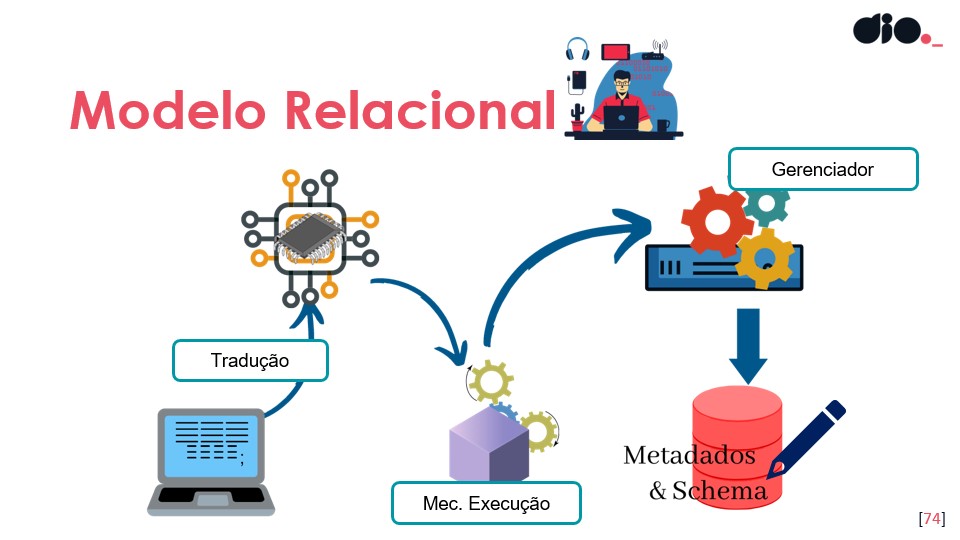 dio._
Modelo Relacional
Gerenciador
Tradução
;
Metadados
& Schema
Mec. Execução
[74]